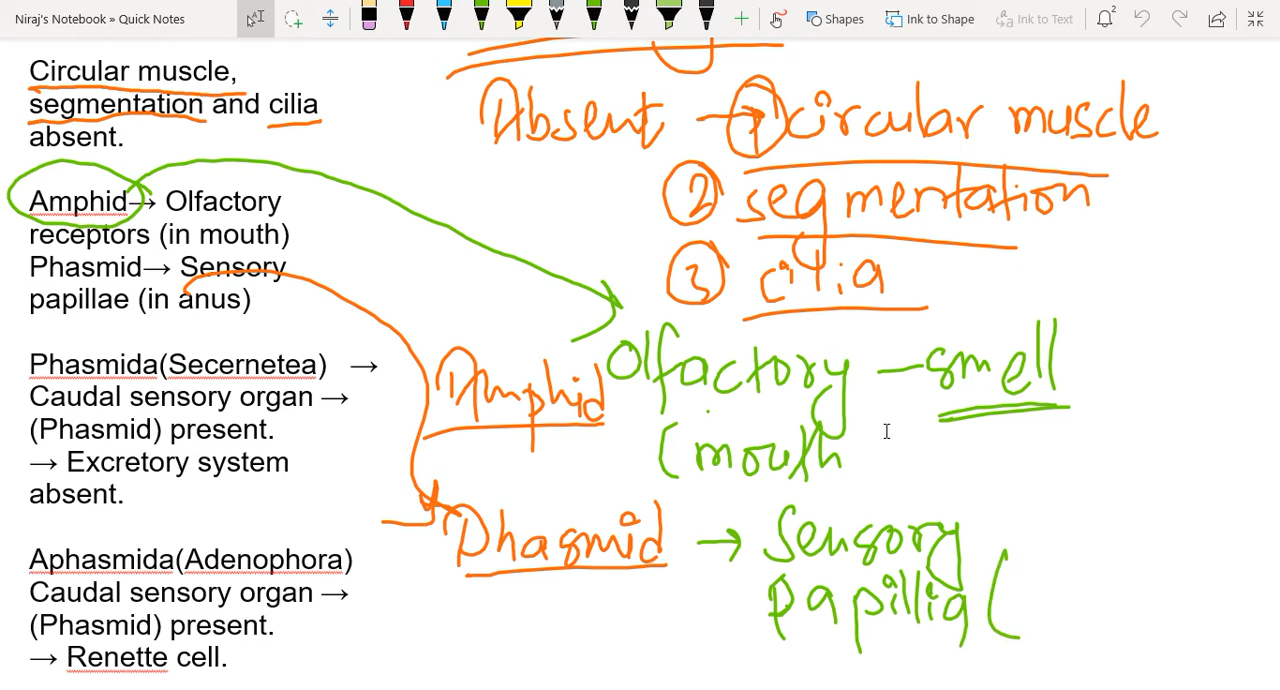 Niraj's Notebook » Quick Notes
Shapes
Ink to Shape
Ink to Text
2
Circular muscle,
segmentation and cilia
absent.
Amphid→ Olfactory
receptors (in mouth)
Phasmid→ Sensory
papillae (in anus)
Phasmida(Secernetea) →
Caudal sensory organ →
(Phasmid) present.
→ Excretory system
absent.
Aphasmida(Adenophora)
Caudal sensory organ →
(Phasmid) present.
→ Renette cell.
Absent → ① circular muscle
② segmentation
③ cilia
Amphid Olfactory — smell
(mouth
Phasmid → Sensory
papillia (